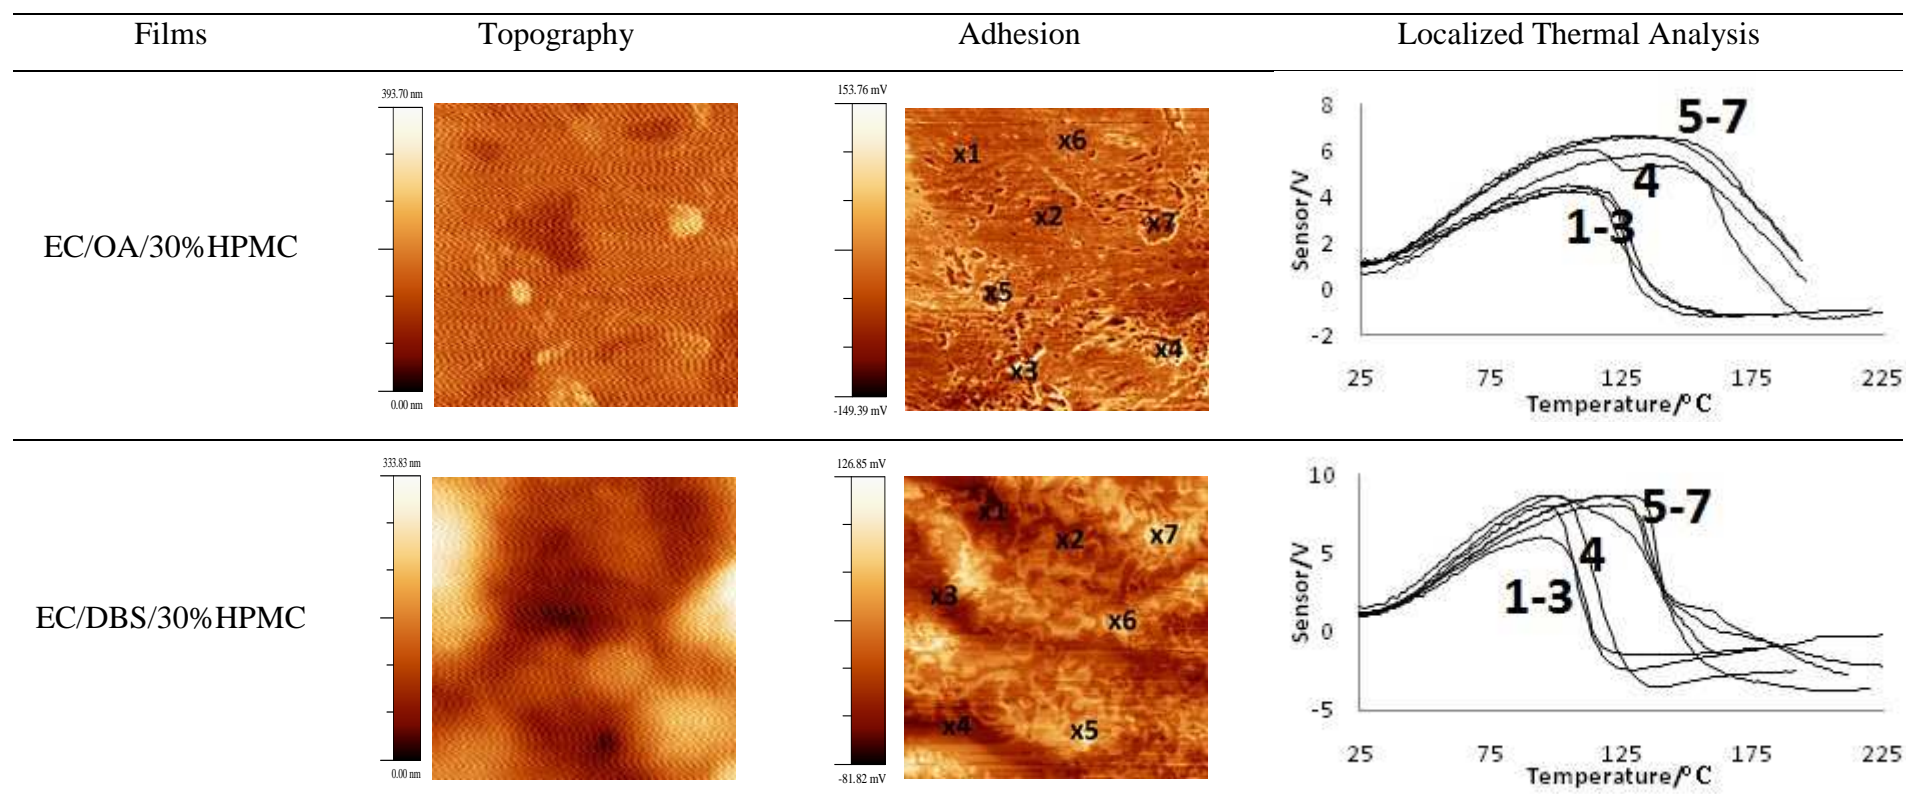 Films Topography Adhesion Localized Thermal Analysis
EC/OA/30%HPMC
393.70 nm
0.00 nm
153.76 mV
-149.39 mV
x1
x6
x2
x7
x5
x4
x3
Sensor/V
8
6
4
2
0
-2
5-7
4
1-3
25 75 125 175 225
Temperature/°C
EC/DBS/30%HPMC
333.83 nm
0.00 nm
126.85 mV
-81.82 mV
x1
x2
x7
x3
x6
x4
x5
Sensor/V
10
5
0
-5
5-7
4
1-3
25 75 125 175 225
Temperature/°C